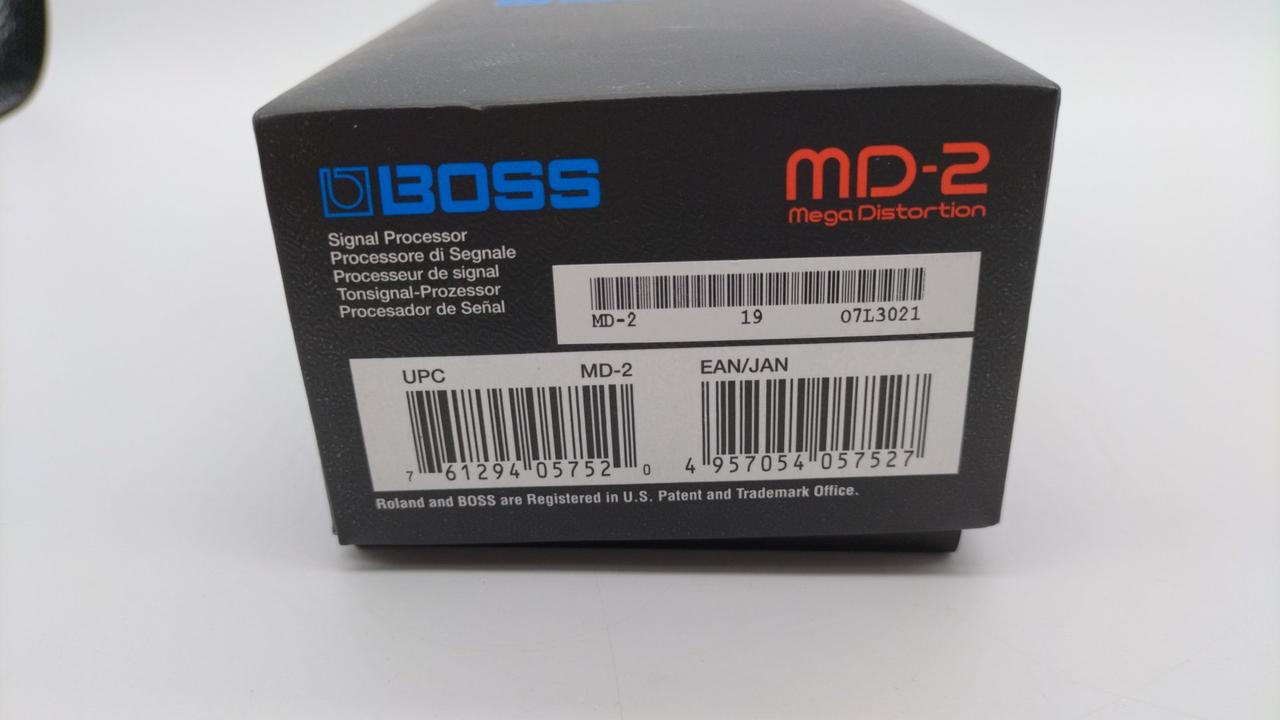 BOSS
MD-2
Mega Distortion
Signal Processor
Processore di Segnale
Processeur de signal
Tonsignal-Prozessor
Procesador de Señal
MD-2 19 07L3021
UPC MD-2
7 61294 05752 0
EAN/JAN
4 957054 057527
Roland and BOSS are Registered in U.S. Patent and Trademark Office.